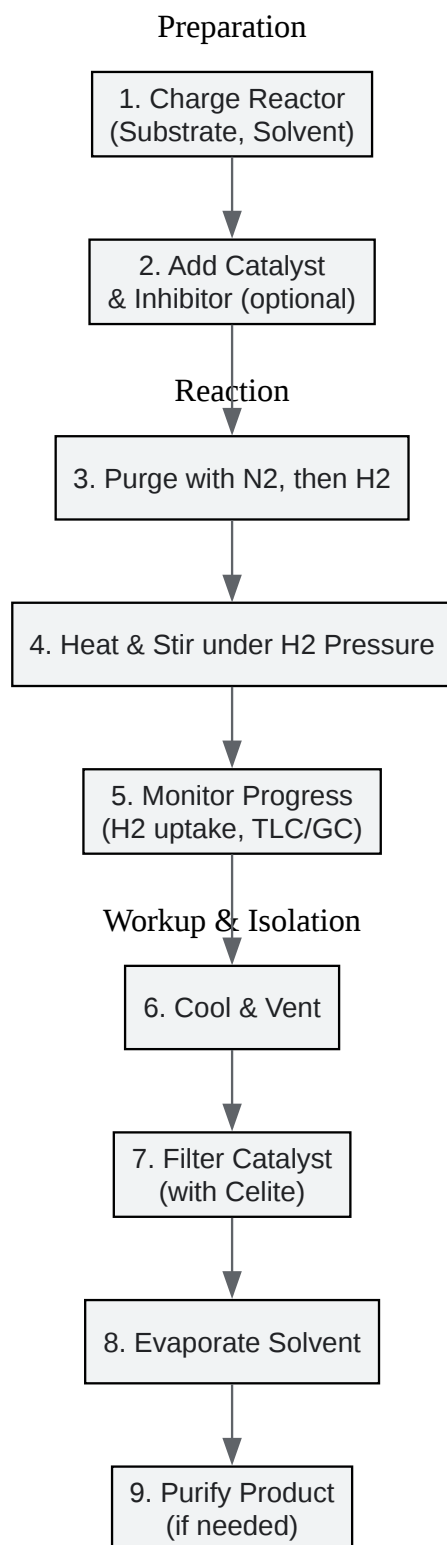 Preparation
1. Charge Reactor
(Substrate, Solvent)
2. Add Catalyst
& Inhibitor (optional)
Reaction
3. Purge with N2, then H2
4. Heat & Stir under H2 Pressure
5. Monitor Progress
(H2 uptake, TLC/GC)
Workup & Isolation
6. Cool & Vent
7. Filter Catalyst
(with Celite)
8. Evaporate Solvent
9. Purify Product
(if needed)